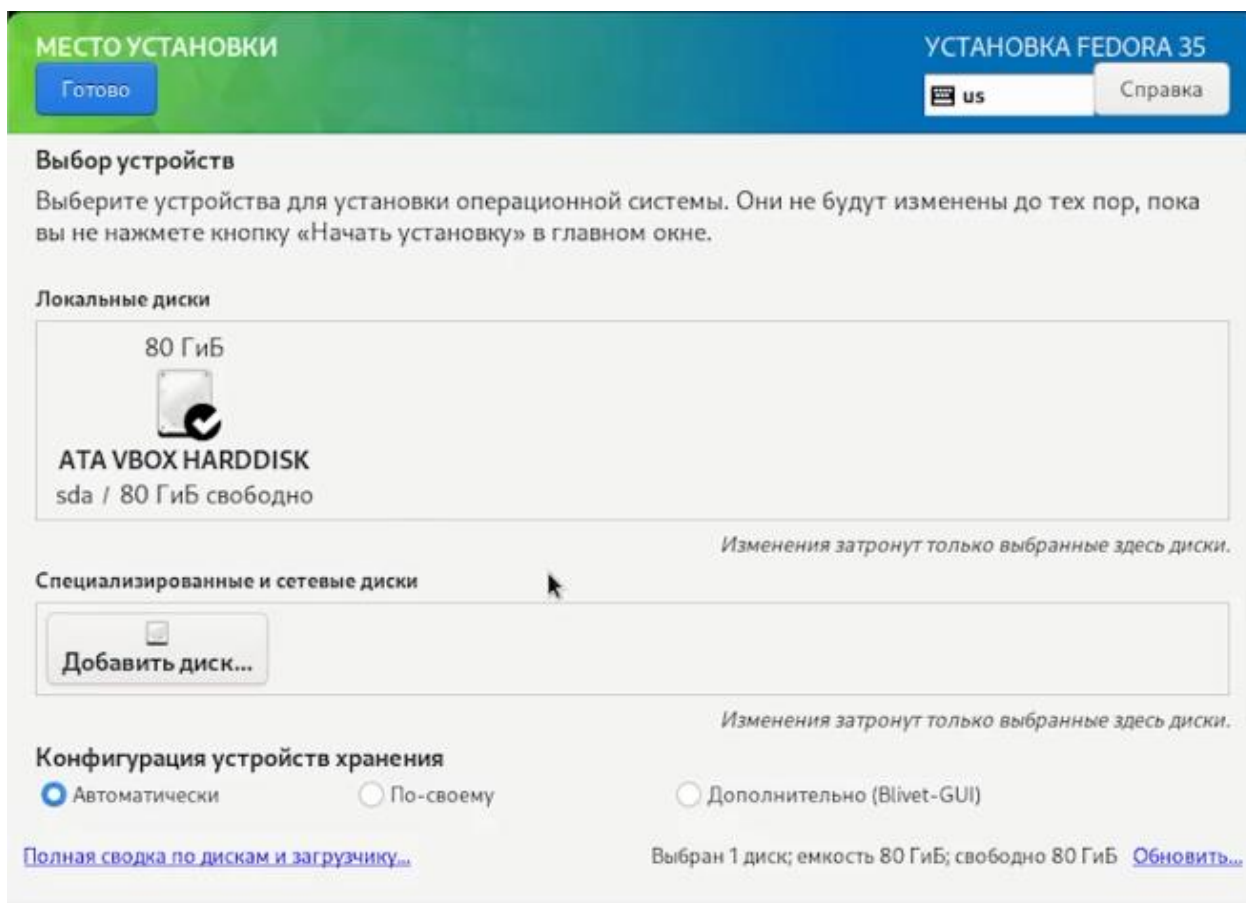 МЕСТО УСТАНОВКИ
УСТАНОВКА FEDORA 35
Готово
us
Справка
Выбор устройств
Выберите устройства для установки операционной системы. Они не будут изменены до тех пор, пока
вы не нажмете кнопку «Начать установку» в главном окне.
Локальные диски
80 ГиБ
ATA VBOX HARDDISK
sda / 80 ГиБ свободно
Изменения затронут только выбранные здесь диски.
Специализированные и сетевые диски
Добавить диск...
Изменения затронут только выбранные здесь диски.
Конфигурация устройств хранения
Автоматически
По-своему
Дополнительно (Blivet-GUI)
Полная сводка по дискам и загрузчику...
Выбран 1 диск; емкость 80 ГиБ; свободно 80 ГиБ
Обновить...